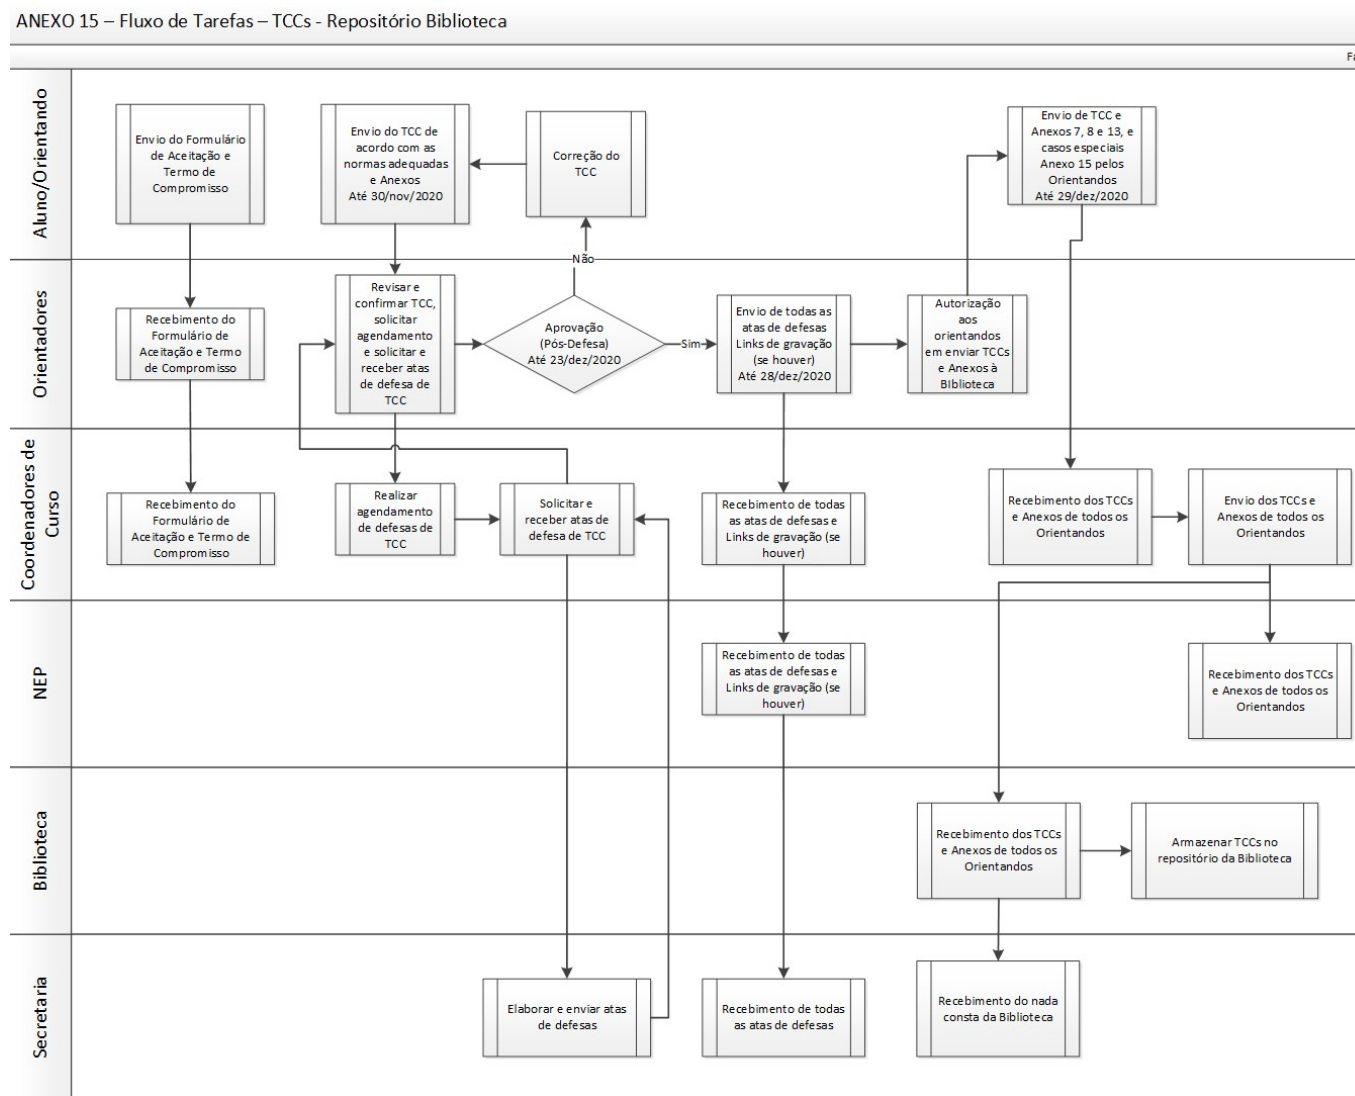 ANEXO 15 – Fluxo de Tarefas – TCCs - Repositório Biblioteca
Fa
Aluno/Orientando
Envio do Formulário
de Aceitação e
Termo de
Compromisso
Envio do TCC de
acordo com as
normas adequadas
e Anexos
Até 30/nov/2020
Correção do
TCC
Envio de TCC e
Anexos 7, 8 e 13, e
casos especiais
Anexo 15 pelos
Orientandos
Até 29/dez/2020
Não
Orientadores
Recebimento do
Formulário de
Aceitação e Termo
de Compromisso
Revisar e
confirmar TCC,
solicitar
agendamento
e solicitar e
receber atas
de defesa de
TCC
Aprovação
(Pós-Defesa)
Até 23/dez/2020
Sim
Envio de todas as
atas de defesas
Links de gravação
(se houver)
Até 28/dez/2020
Autorização
aos
orientandos
em enviar TCCs
e Anexos à
BIblioteca
Coordenadores de
Curso
Recebimento do
Formulário de
Aceitação e Termo
de Compromisso
Realizar
agendamento
de defesas de
TCC
Solicitar e
receber atas de
defesa de TCC
Recebimento de todas
as atas de defesas e
Links de gravação (se
houver)
Recebimento dos TCCs
e Anexos de todos os
Orientandos
Envio dos TCCs e
Anexos de todos os
Orientandos
NEP
Recebimento de todas
as atas de defesas e
Links de gravação (se
houver)
Recebimento dos TCCs
e Anexos de todos os
Orientandos
Biblioteca
Recebimento dos TCCs
e Anexos de todos os
Orientandos
Armazenar TCCs no
repositório da Biblioteca
Secretaria
Elaborar e enviar atas
de defesas
Recebimento de todas
as atas de defesas
Recebimento do nada
consta da Biblioteca